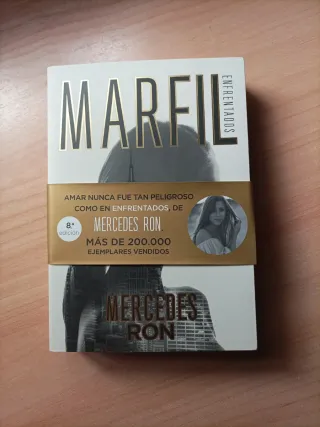 MARFIL
ENFRENTADOS
AMAR NUNCA FUE TAN PELIGROSO
COMO EN ENFRENTADOS, DE
MERCEDES RON
8.ª
edición
MÁS DE 200.000
EJEMPLARES VENDIDOS
MERCEDES
RON